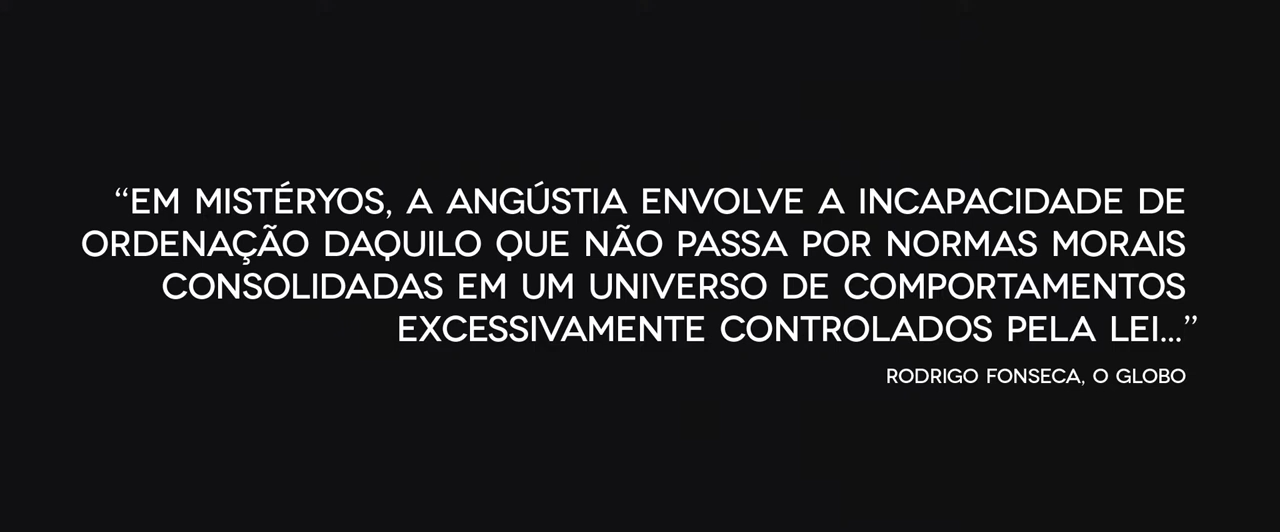 “EM MISTÉRYOS, A ANGÚSTIA ENVOLVE A INCAPACIDADE DE
ORDENAÇÃO DAQUILO QUE NÃO PASSA POR NORMAS MORAIS
CONSOLIDADAS EM UM UNIVERSO DE COMPORTAMENTOS
EXCESSIVAMENTE CONTROLADOS PELA LEI...”
RODRIGO FONSECA, O GLOBO